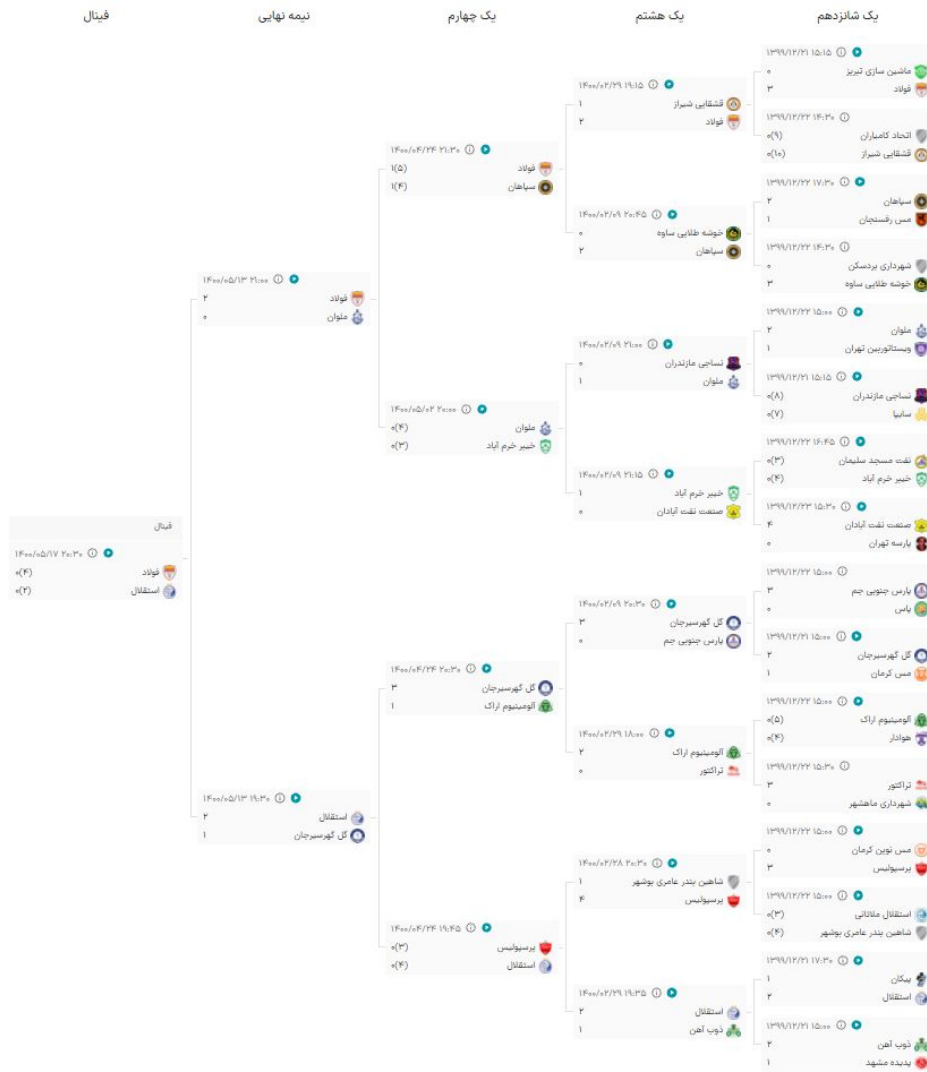 یک شانزدهم
یک هشتم
یک چهارم
نیمه نهایی
فینال
۱۳۹۹/۱۲/۲۱ ۱۵:۱۵
ماشین سازی تبریز ۰
فولاد ۳
۱۳۹۹/۱۲/۲۲ ۱۴:۳۰
اتحاد کامیاران ۰(۹)
قشقایی شیراز ۰(۱۰)
۱۳۹۹/۱۲/۲۲ ۱۷:۳۰
سپاهان ۲
مس رفسنجان ۱
۱۳۹۹/۱۲/۲۲ ۱۴:۳۰
شهرداری بردسکن ۰
خوشه طلایی ساوه ۳
۱۳۹۹/۱۲/۲۲ ۱۵:۰۰
ملوان ۲
ویستاتوربین تهران ۱
۱۳۹۹/۱۲/۲۱ ۱۵:۱۵
نساجی مازندران ۰(۸)
سایپا ۰(۷)
۱۳۹۹/۱۲/۲۲ ۱۶:۴۵
نفت مسجد سلیمان ۰(۳)
خیبر خرم آباد ۰(۴)
۱۳۹۹/۱۲/۲۳ ۱۵:۳۰
صنعت نفت آبادان ۴
پارسه تهران ۰
۱۳۹۹/۱۲/۲۲ ۱۵:۰۰
پارس جنوبی جم ۳
پاس ۰
۱۳۹۹/۱۲/۲۱ ۱۵:۰۰
گل گهرسیرجان ۲
مس کرمان ۱
۱۳۹۹/۱۲/۲۲ ۱۵:۰۰
آلومینیوم اراک ۰(۵)
هوادار ۰(۴)
۱۳۹۹/۱۲/۲۲ ۱۵:۳۰
تراکتور ۳
شهرداری ماهشهر ۰
۱۳۹۹/۱۲/۲۲ ۱۵:۰۰
مس نوین کرمان ۰
پرسپولیس ۳
۱۳۹۹/۱۲/۲۲ ۱۵:۰۰
استقلال ملاثانی ۰(۳)
شاهین بندر عامری بوشهر ۰(۴)
۱۳۹۹/۱۲/۲۱ ۱۷:۳۰
پیکان ۱
استقلال ۲
۱۳۹۹/۱۲/۲۱ ۱۵:۰۰
ذوب آهن ۲
پدیده مشهد ۱
۱۴۰۰/۰۲/۲۹ ۱۹:۱۵
قشقایی شیراز ۱
فولاد ۲
۱۴۰۰/۰۲/۰۹ ۲۰:۴۵
خوشه طلایی ساوه ۰
سپاهان ۲
۱۴۰۰/۰۲/۰۹ ۲۱:۰۰
نساجی مازندران ۰
ملوان ۱
۱۴۰۰/۰۲/۰۹ ۲۱:۱۵
خیبر خرم آباد ۱
صنعت نفت آبادان ۰
۱۴۰۰/۰۲/۰۹ ۲۰:۳۰
گل گهرسیرجان ۳
پارس جنوبی جم ۰
۱۴۰۰/۰۲/۲۹ ۱۸:۰۰
آلومینیوم اراک ۲
تراکتور ۰
۱۴۰۰/۰۲/۲۸ ۲۰:۳۰
شاهین بندر عامری بوشهر ۱
پرسپولیس ۴
۱۴۰۰/۰۲/۲۹ ۱۹:۳۵
استقلال ۲
ذوب آهن ۱
۱۴۰۰/۰۴/۲۴ ۲۱:۳۰
فولاد ۱(۵)
سپاهان ۱(۴)
۱۴۰۰/۰۵/۰۲ ۲۰:۰۰
ملوان ۰(۴)
خیبر خرم آباد ۰(۳)
۱۴۰۰/۰۴/۲۴ ۲۰:۳۰
گل گهرسیرجان ۳
آلومینیوم اراک ۱
۱۴۰۰/۰۴/۲۴ ۱۹:۴۵
پرسپولیس ۰(۳)
استقلال ۰(۴)
۱۴۰۰/۰۵/۱۳ ۲۱:۰۰
فولاد ۲
ملوان ۰
۱۴۰۰/۰۵/۱۳ ۱۹:۳۰
استقلال ۲
گل گهرسیرجان ۱
فینال
۱۴۰۰/۰۵/۱۷ ۲۰:۳۰
فولاد ۰(۴)
استقلال ۰(۲)